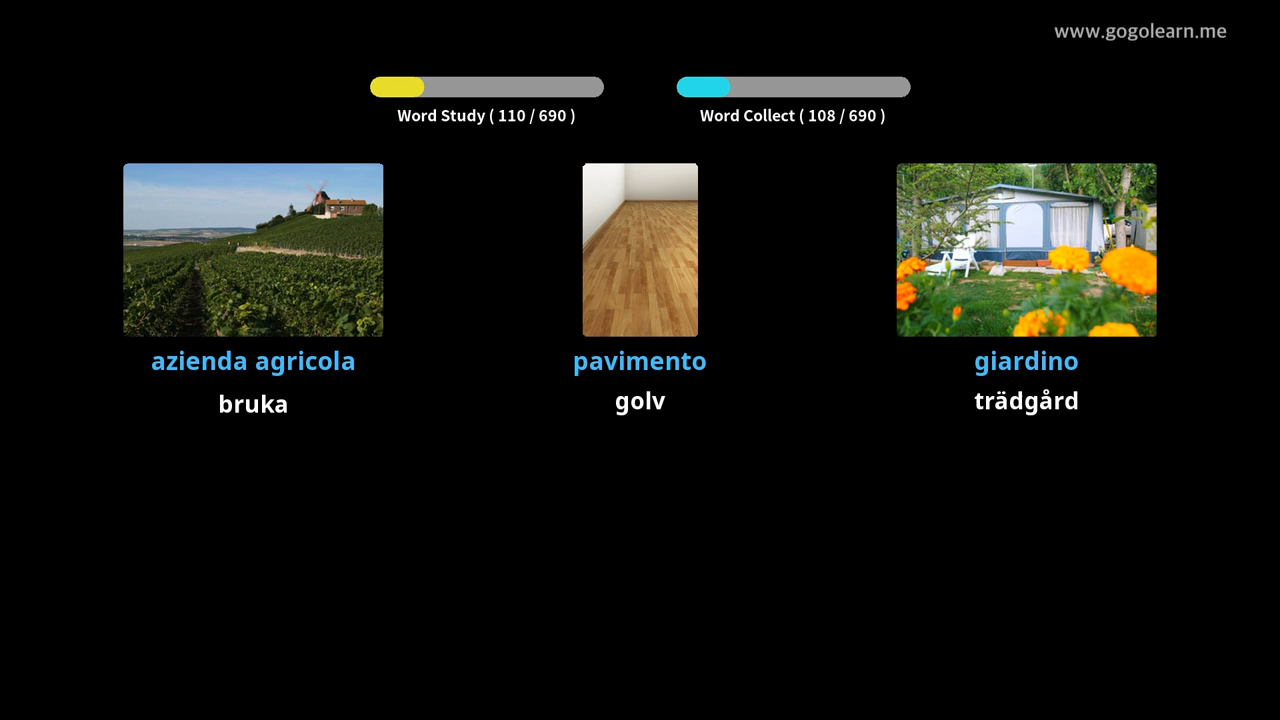 www.gogolearn.me
Word Study ( 110 / 690 )
Word Collect ( 108 / 690 )
azienda agricola
bruka
pavimento
golv
giardino
trädgård